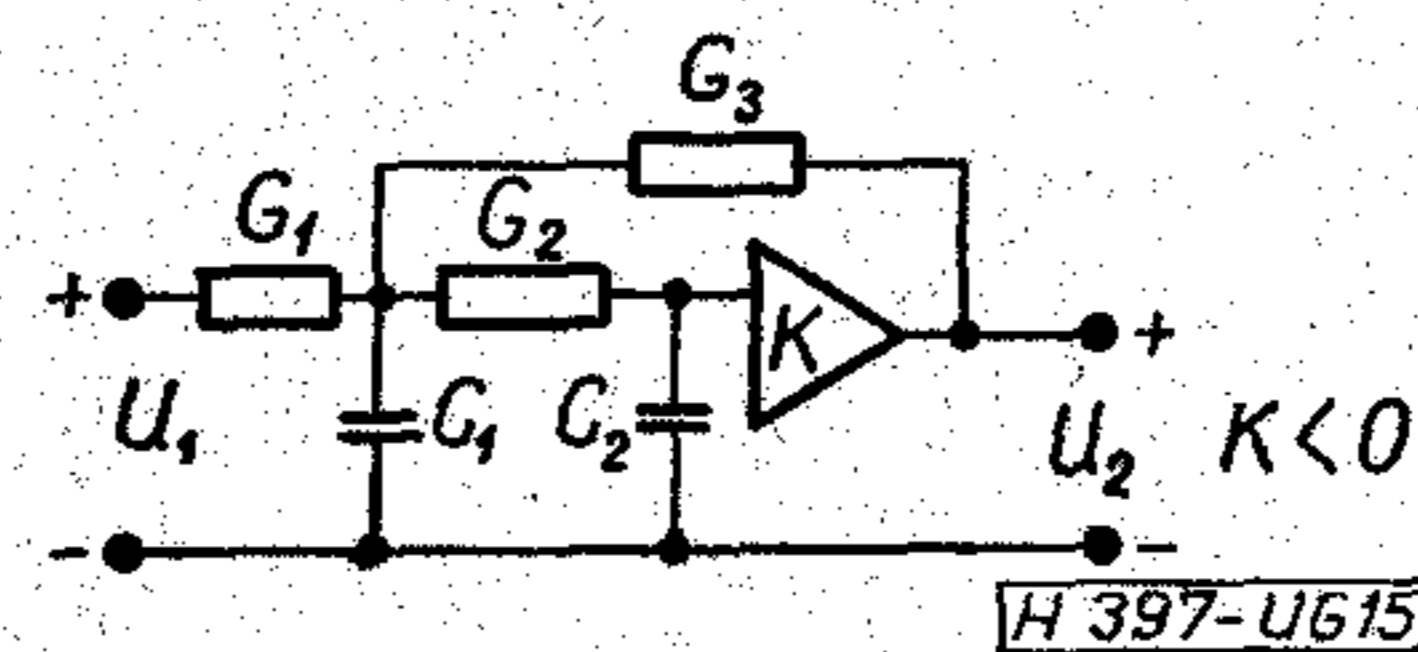 G₃
G₁
G₂
+
K
+
U₁
C₁
C₂
U₂
K<0
-
-
H 397-UG15